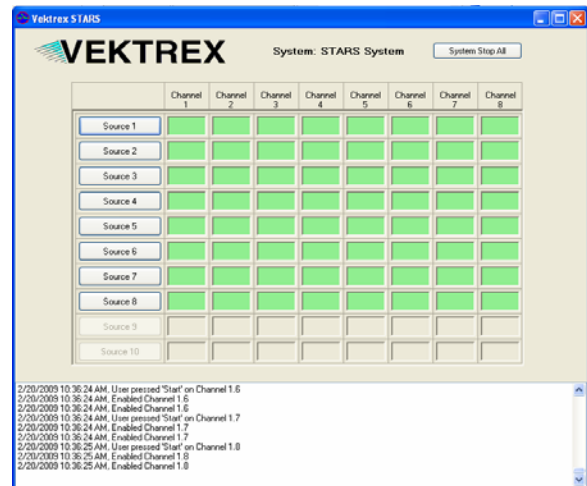 Vektrex STARS
VEKTREX
System: STARS System
System Stop All
Channel 1 Channel 2 Channel 3 Channel 4 Channel 5 Channel 6 Channel 7 Channel 8
Source 1
Source 2
Source 3
Source 4
Source 5
Source 6
Source 7
Source 8
Source 9
Source 10
2/20/2009 10:36:24 AM, User pressed 'Start' on Channel 1.6
2/20/2009 10:36:24 AM, Enabled Channel 1.6
2/20/2009 10:36:24 AM, Enabled Channel 1.6
2/20/2009 10:36:24 AM, User pressed 'Start' on Channel 1.7
2/20/2009 10:36:24 AM, Enabled Channel 1.7
2/20/2009 10:36:24 AM, Enabled Channel 1.7
2/20/2009 10:36:25 AM, User pressed 'Start' on Channel 1.8
2/20/2009 10:36:25 AM, Enabled Channel 1.8
2/20/2009 10:36:25 AM, Enabled Channel 1.8